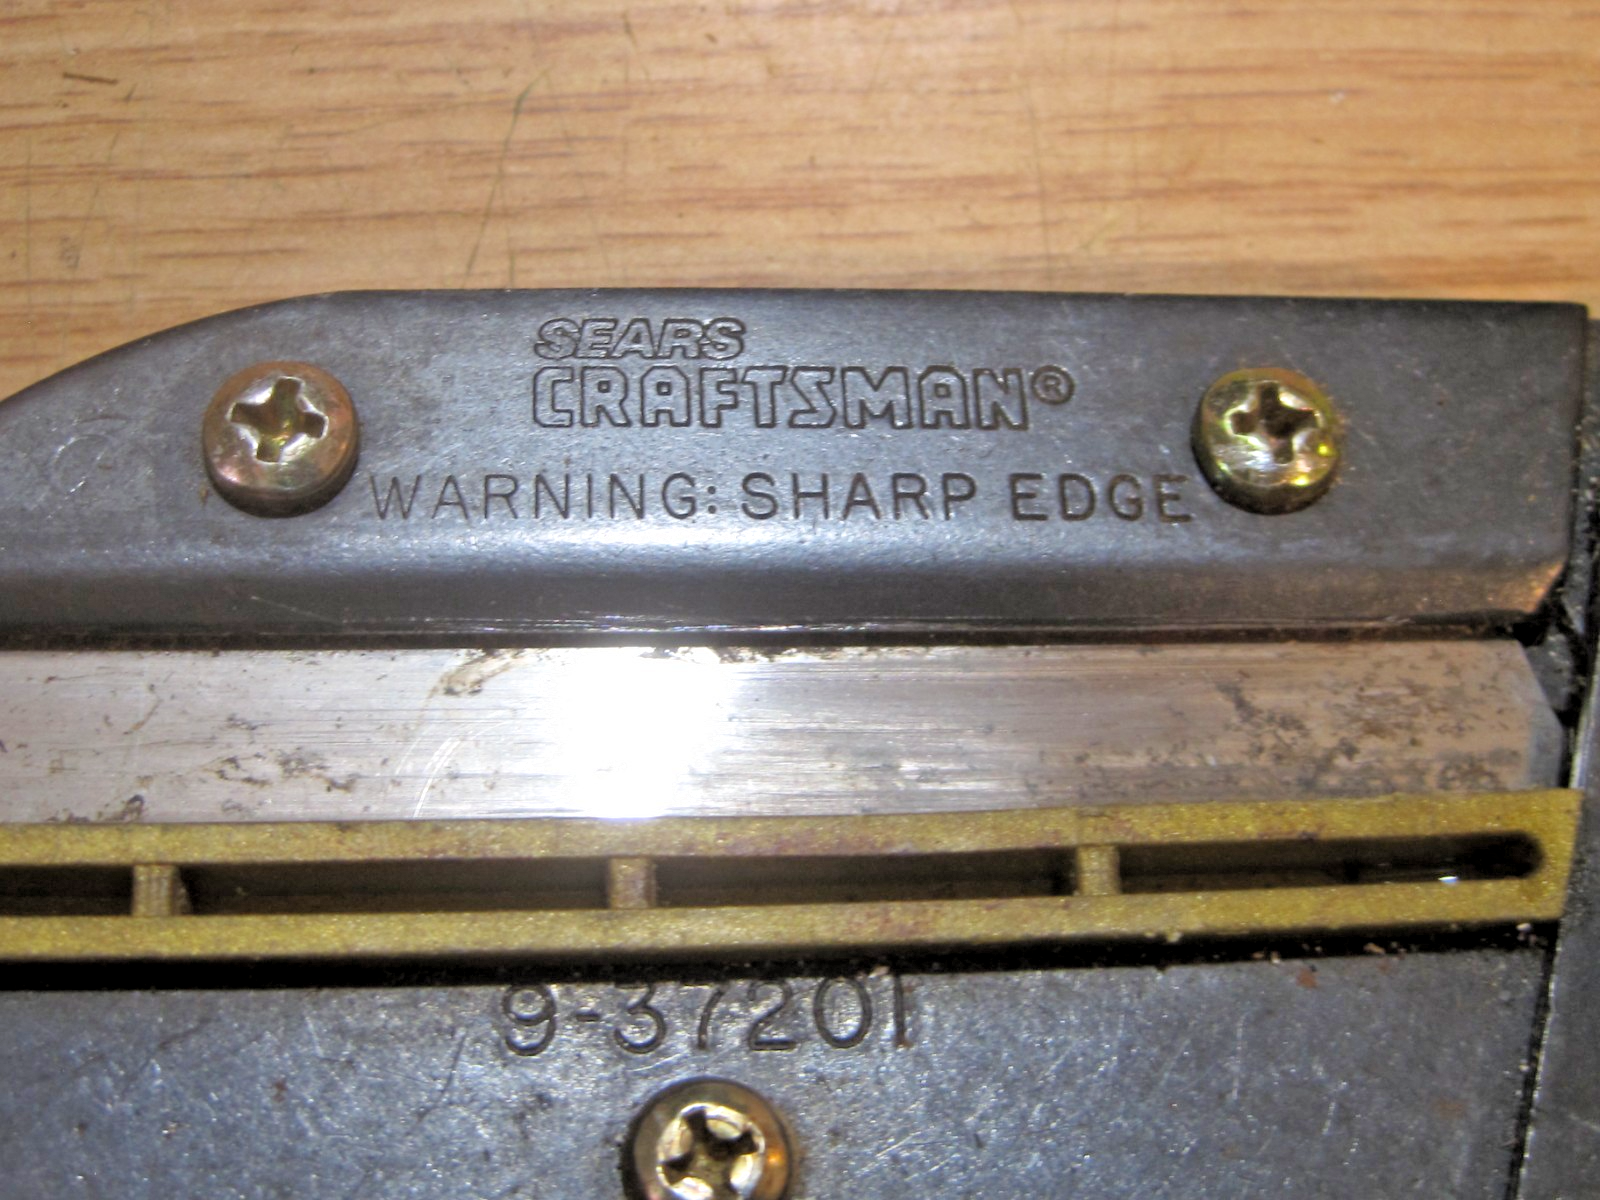 SEARS
CRAFTSMAN®
WARNING: SHARP EDGE
9-37201